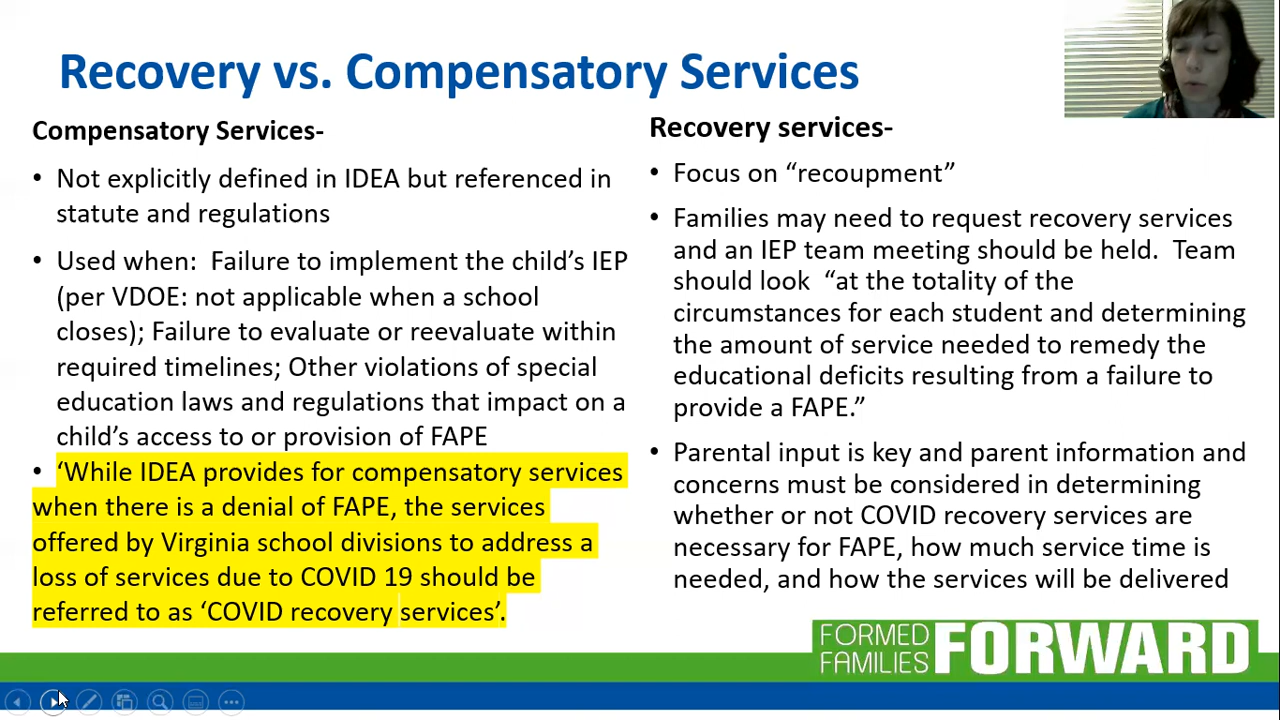 Recovery vs. Compensatory Services
Compensatory Services-
• Not explicitly defined in IDEA but referenced in
statute and regulations
• Used when:  Failure to implement the child’s IEP
(per VDOE: not applicable when a school
closes); Failure to evaluate or reevaluate within
required timelines; Other violations of special
education laws and regulations that impact on a
child’s access to or provision of FAPE
• ‘While IDEA provides for compensatory services
when there is a denial of FAPE, the services
offered by Virginia school divisions to address a
loss of services due to COVID 19 should be
referred to as ‘COVID recovery services’.
Recovery services-
• Focus on “recoupment”
• Families may need to request recovery services
and an IEP team meeting should be held.  Team
should look  “at the totality of the
circumstances for each student and determining
the amount of service needed to remedy the
educational deficits resulting from a failure to
provide a FAPE.”
• Parental input is key and parent information and
concerns must be considered in determining
whether or not COVID recovery services are
necessary for FAPE, how much service time is
needed, and how the services will be delivered
FORMED
FAMILIES
FORWARD